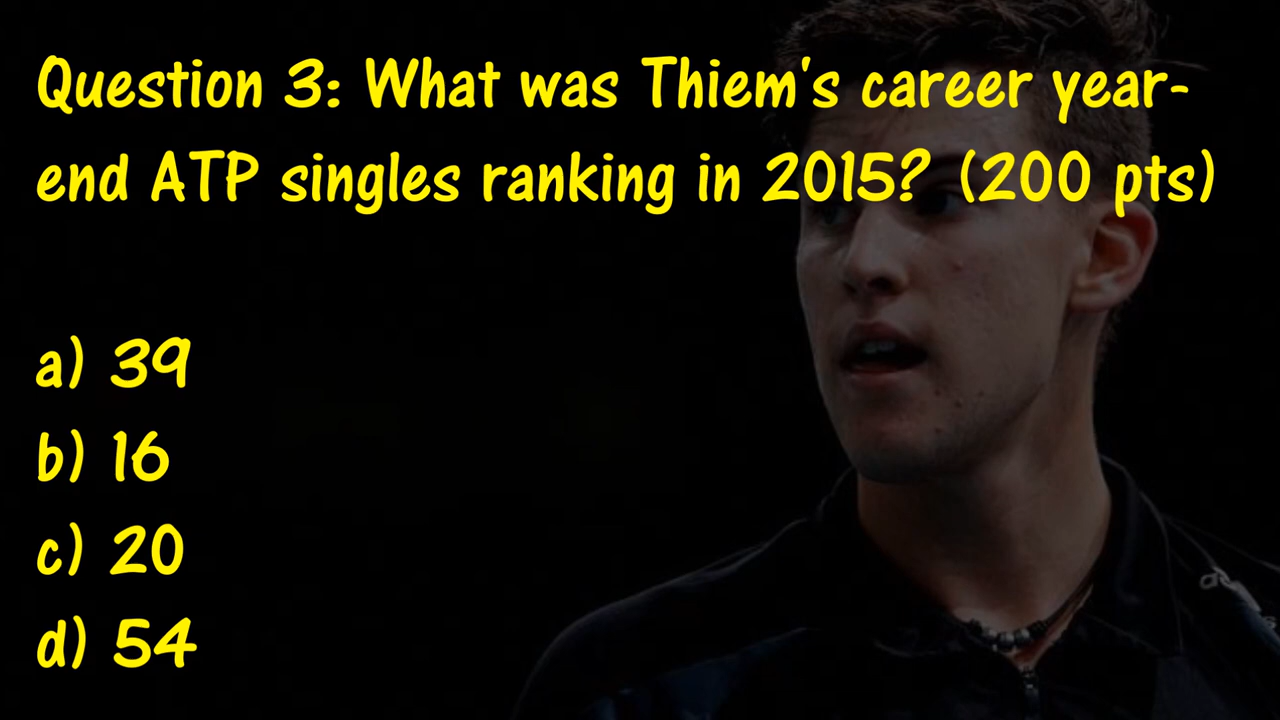 Question 3: What was Thiem's career year-
end ATP singles ranking in 2015? (200 pts)
a) 39
b) 16
c) 20
d) 54